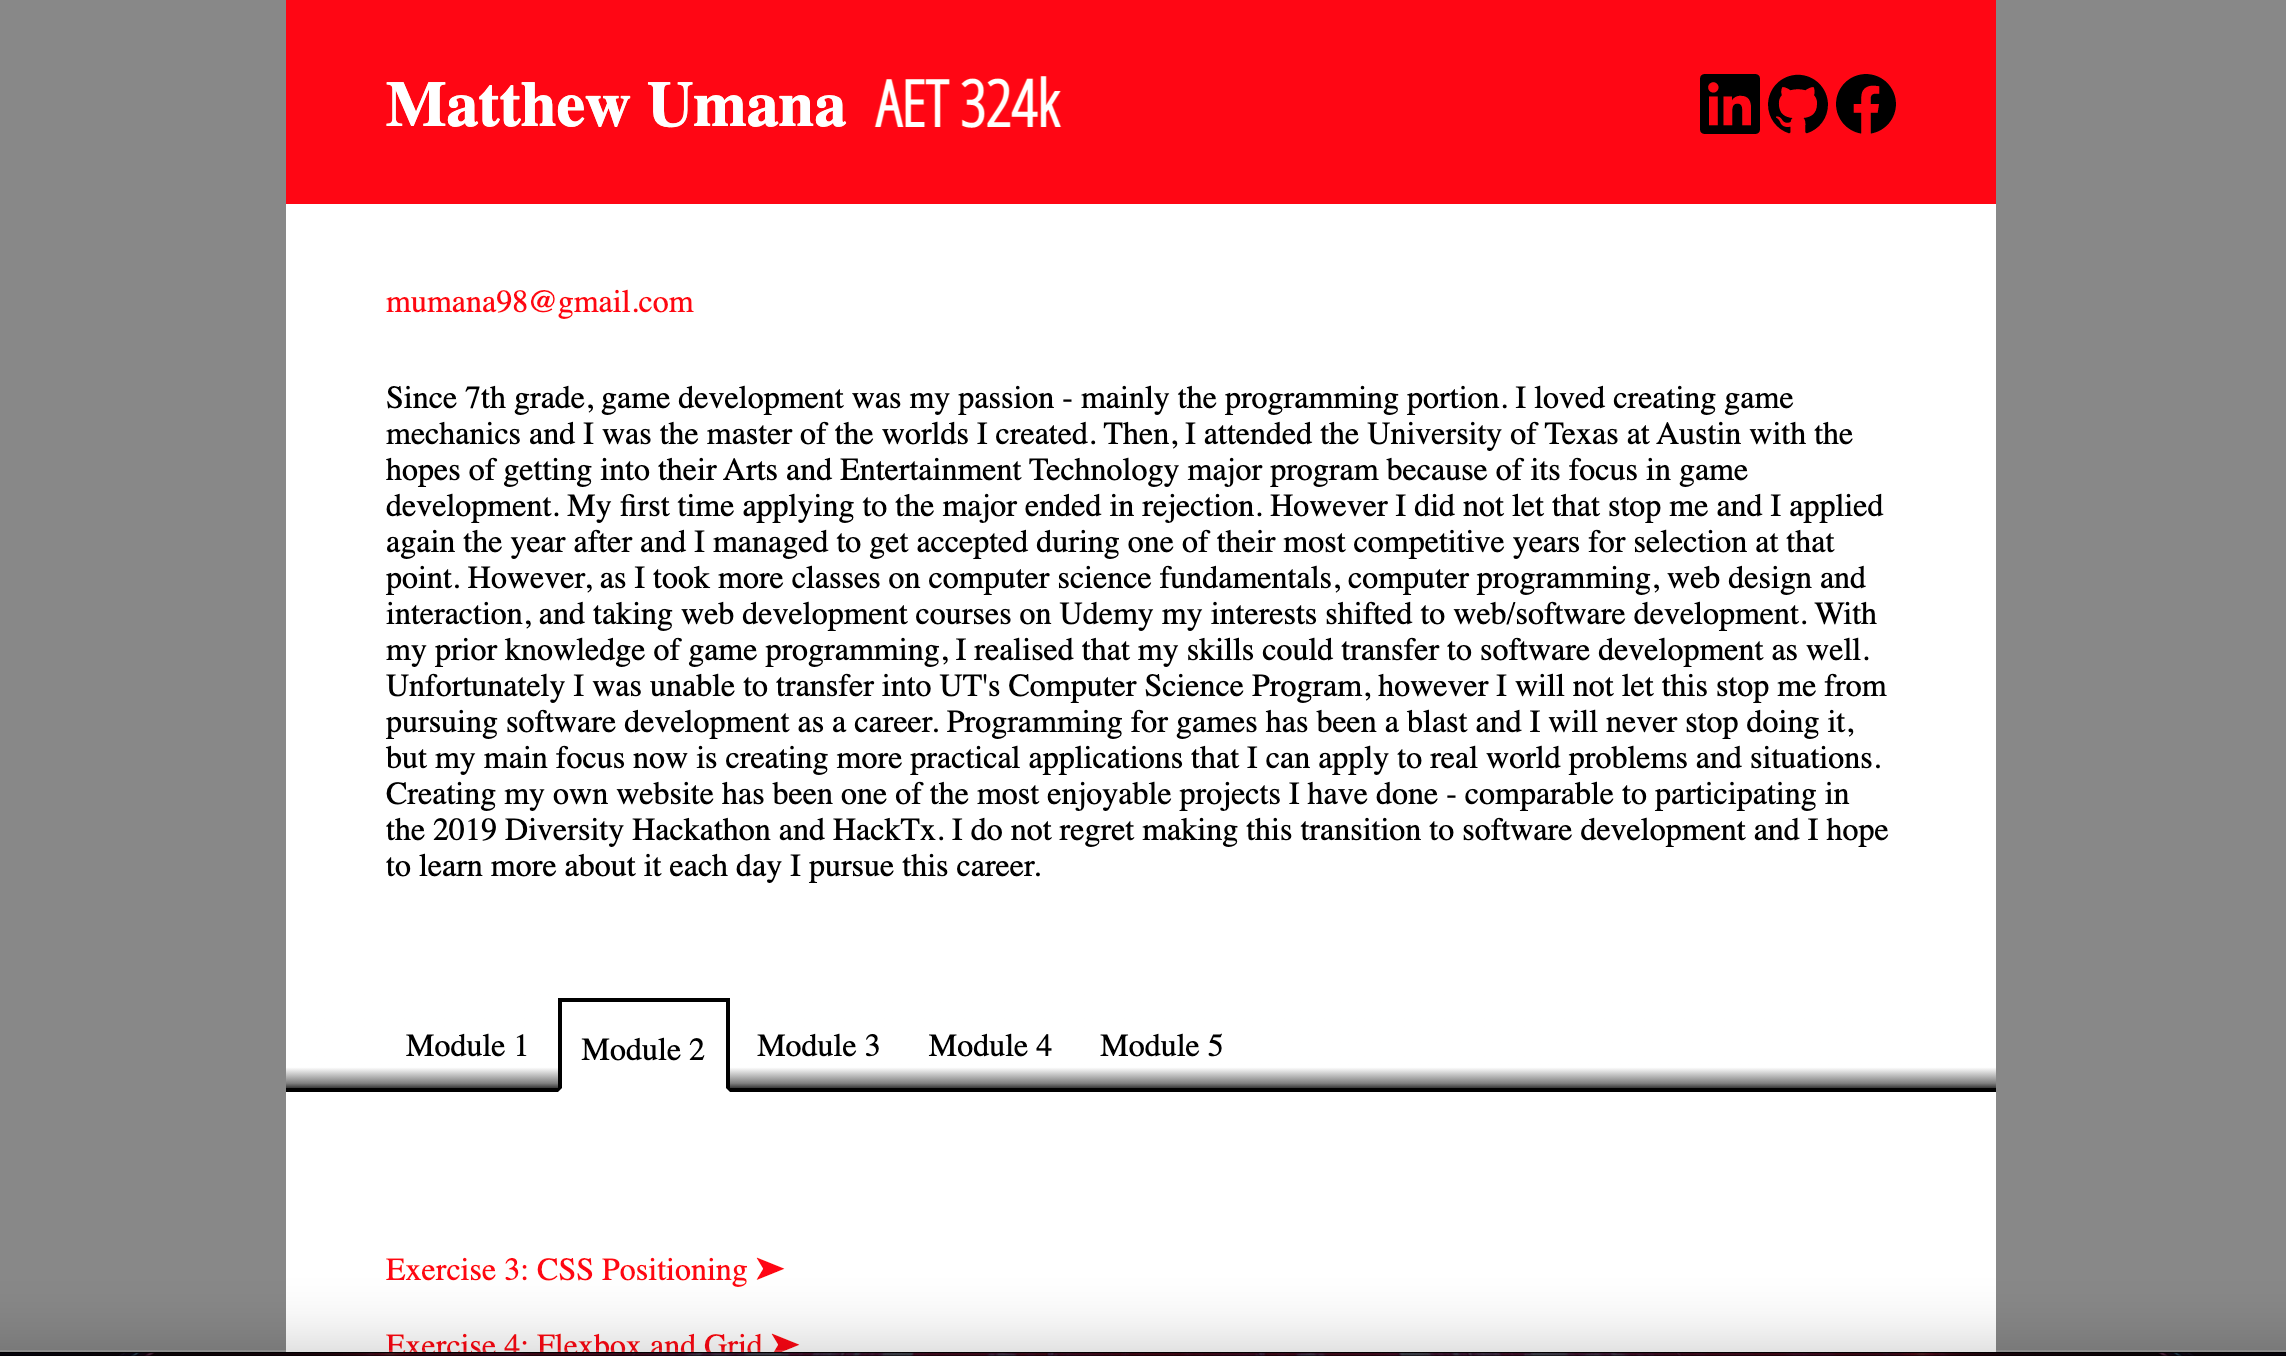 Matthew Umana AET 324k
mumana98@gmail.com
Since 7th grade, game development was my passion - mainly the programming portion. I loved creating game
mechanics and I was the master of the worlds I created. Then, I attended the University of Texas at Austin with the
hopes of getting into their Arts and Entertainment Technology major program because of its focus in game
development. My first time applying to the major ended in rejection. However I did not let that stop me and I applied
again the year after and I managed to get accepted during one of their most competitive years for selection at that
point. However, as I took more classes on computer science fundamentals, computer programming, web design and
interaction, and taking web development courses on Udemy my interests shifted to web/software development. With
my prior knowledge of game programming, I realised that my skills could transfer to software development as well.
Unfortunately I was unable to transfer into UT's Computer Science Program, however I will not let this stop me from
pursuing software development as a career. Programming for games has been a blast and I will never stop doing it,
but my main focus now is creating more practical applications that I can apply to real world problems and situations.
Creating my own website has been one of the most enjoyable projects I have done - comparable to participating in
the 2019 Diversity Hackathon and HackTx. I do not regret making this transition to software development and I hope
to learn more about it each day I pursue this career.
Module 1 Module 2 Module 3 Module 4 Module 5
Exercise 3: CSS Positioning ➤
Exercise 4: Flexbox and Grid ➤